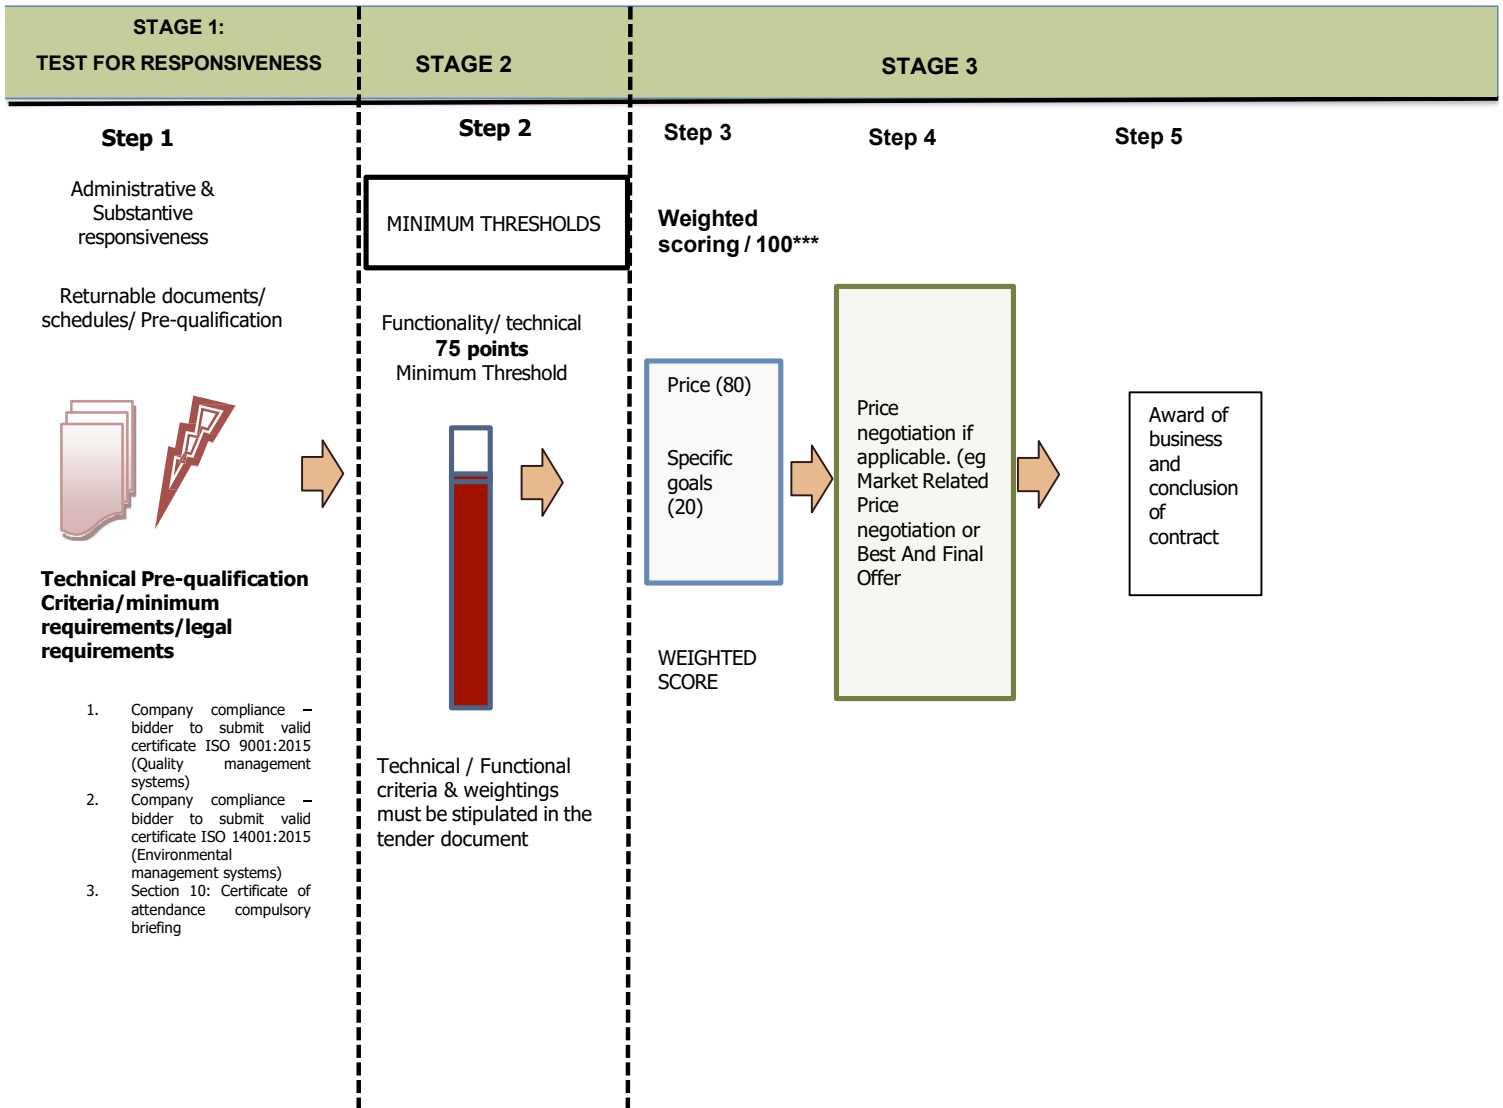 STAGE 1:
TEST FOR RESPONSIVENESS
STAGE 2
STAGE 3
Step 1
Administrative &
Substantive
responsiveness
Returnable documents/
schedules/ Pre-qualification
Technical Pre-qualification
Criteria/minimum
requirements/legal
requirements
1. Company compliance –
bidder to submit valid
certificate ISO 9001:2015
(Quality management
systems)
2. Company compliance –
bidder to submit valid
certificate ISO 14001:2015
(Environmental
management systems)
3. Section 10: Certificate of
attendance compulsory
briefing
Step 2
MINIMUM THRESHOLDS
Functionality/ technical
75 points
Minimum Threshold
Technical / Functional
criteria & weightings
must be stipulated in the
tender document
Step 3
Weighted
scoring / 100***
Price (80)
Specific
goals
(20)
WEIGHTED
SCORE
Step 4
Price
negotiation if
applicable. (eg
Market Related
Price
negotiation or
Best And Final
Offer
Step 5
Award of
business
and
conclusion
of
contract